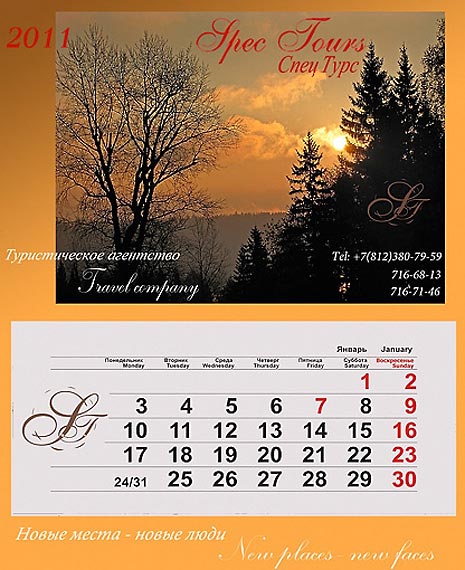 2011
Spec Tours
Спец Турс
ST
Туристическое агентство
Travel company
Tel: +7(812)380-79-59
716-68-13
716-71-46
Январь January
Понедельник Вторник Среда Четверг Пятница Суббота Воскресенье
Monday Tuesday Wednesday Thursday Friday Saturday Sunday
1 2
3 4 5 6 7 8 9
10 11 12 13 14 15 16
17 18 19 20 21 22 23
24/31 25 26 27 28 29 30
ST
Новые места - новые люди
New places - new faces